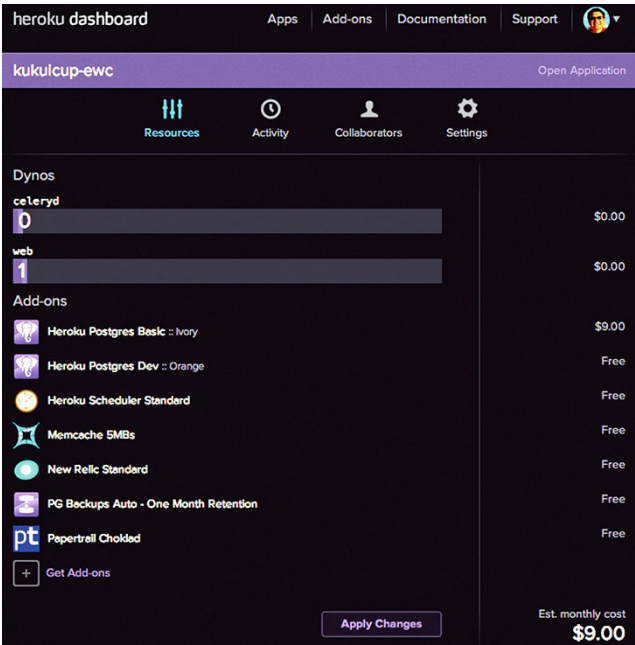 heroku dashboard Apps Add-ons Documentation Support
kukuicup-ewc Open Application
Resources Activity Collaborators Settings
Dynos
celeryd
0 $0.00
web
1 $0.00
Add-ons
Heroku Postgres Basic :: Ivory $9.00
Heroku Postgres Dev :: Orange Free
Heroku Scheduler Standard Free
Memcache 5MBs Free
New Relic Standard Free
PG Backups Auto - One Month Retention Free
pt Papertrail Choklad Free
+ Get Add-ons
Apply Changes
Est. monthly cost
$9.00